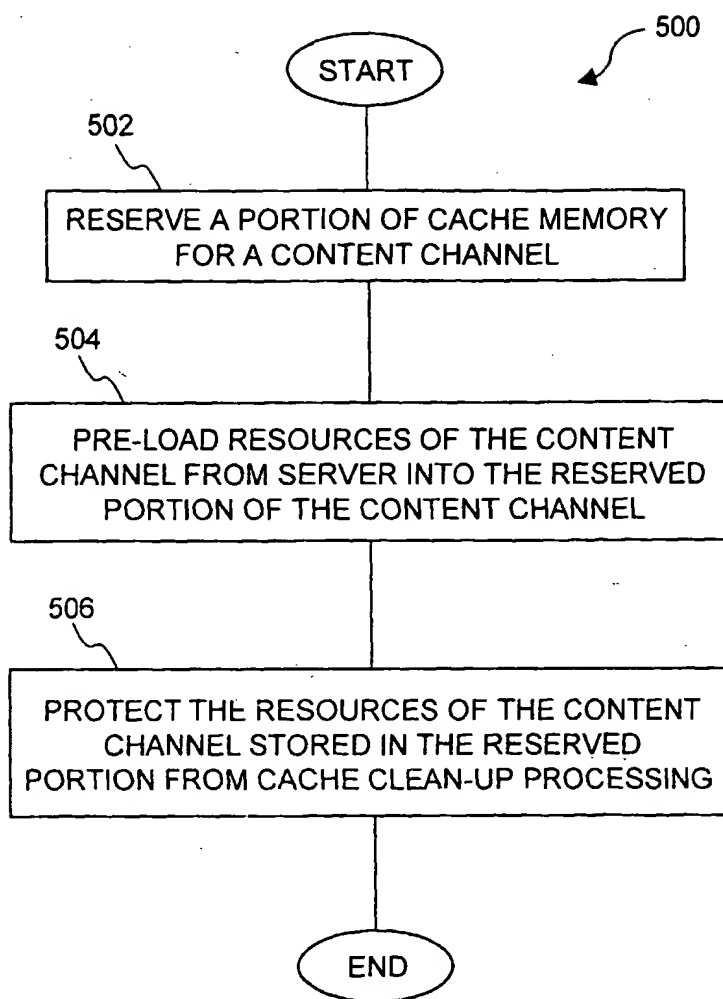 500
START
502
RESERVE A PORTION OF CACHE MEMORY
FOR A CONTENT CHANNEL
504
PRE-LOAD RESOURCES OF THE CONTENT
CHANNEL FROM SERVER INTO THE RESERVED
PORTION OF THE CONTENT CHANNEL
506
PROTECT THE RESOURCES OF THE CONTENT
CHANNEL STORED IN THE RESERVED
PORTION FROM CACHE CLEAN-UP PROCESSING
END